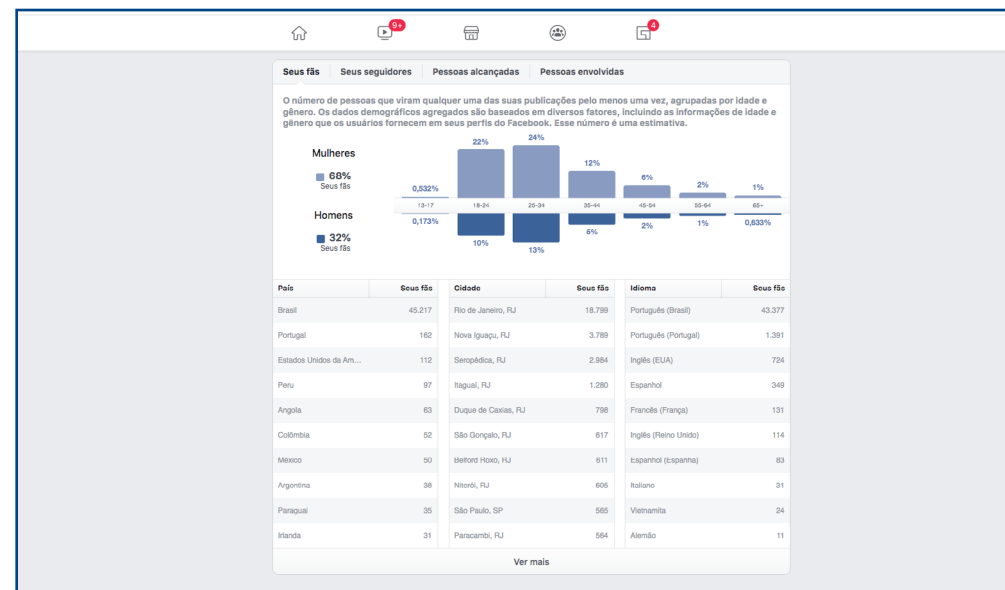 9+
4
Seus fãs Seus seguidores Pessoas alcançadas Pessoas envolvidas
O número de pessoas que viram qualquer uma das suas publicações pelo menos uma vez, agrupadas por idade e
gênero. Os dados demográficos agregados são baseados em diversos fatores, incluindo as informações de idade e
gênero que os usuários fornecem em seus perfis do Facebook. Esse número é uma estimativa.
Mulheres
68%
Seus fãs
0,532% 22% 24% 12% 6% 2% 1%
13-17 18-24 25-34 35-44 45-54 55-64 65+
Homens
32%
Seus fãs
0,173% 10% 13% 6% 2% 1% 0,633%
País Seus fãs Cidade Seus fãs Idioma Seus fãs
Brasil 45.217 Rio de Janeiro, RJ 18.799 Português (Brasil) 43.377
Portugal 162 Nova Iguaçu, RJ 3.789 Português (Portugal) 1.391
Estados Unidos da Am... 112 Seropédica, RJ 2.984 Inglês (EUA) 724
Peru 97 Itaguaí, RJ 1.280 Espanhol 349
Angola 63 Duque de Caxias, RJ 798 Francês (França) 131
Colômbia 52 São Gonçalo, RJ 617 Inglês (Reino Unido) 114
México 50 Belford Roxo, RJ 611 Espanhol (Espanha) 83
Argentina 38 Niterói, RJ 605 Italiano 31
Paraguai 35 São Paulo, SP 565 Vietnamita 24
Irlanda 31 Paracambi, RJ 564 Alemão 11
Ver mais